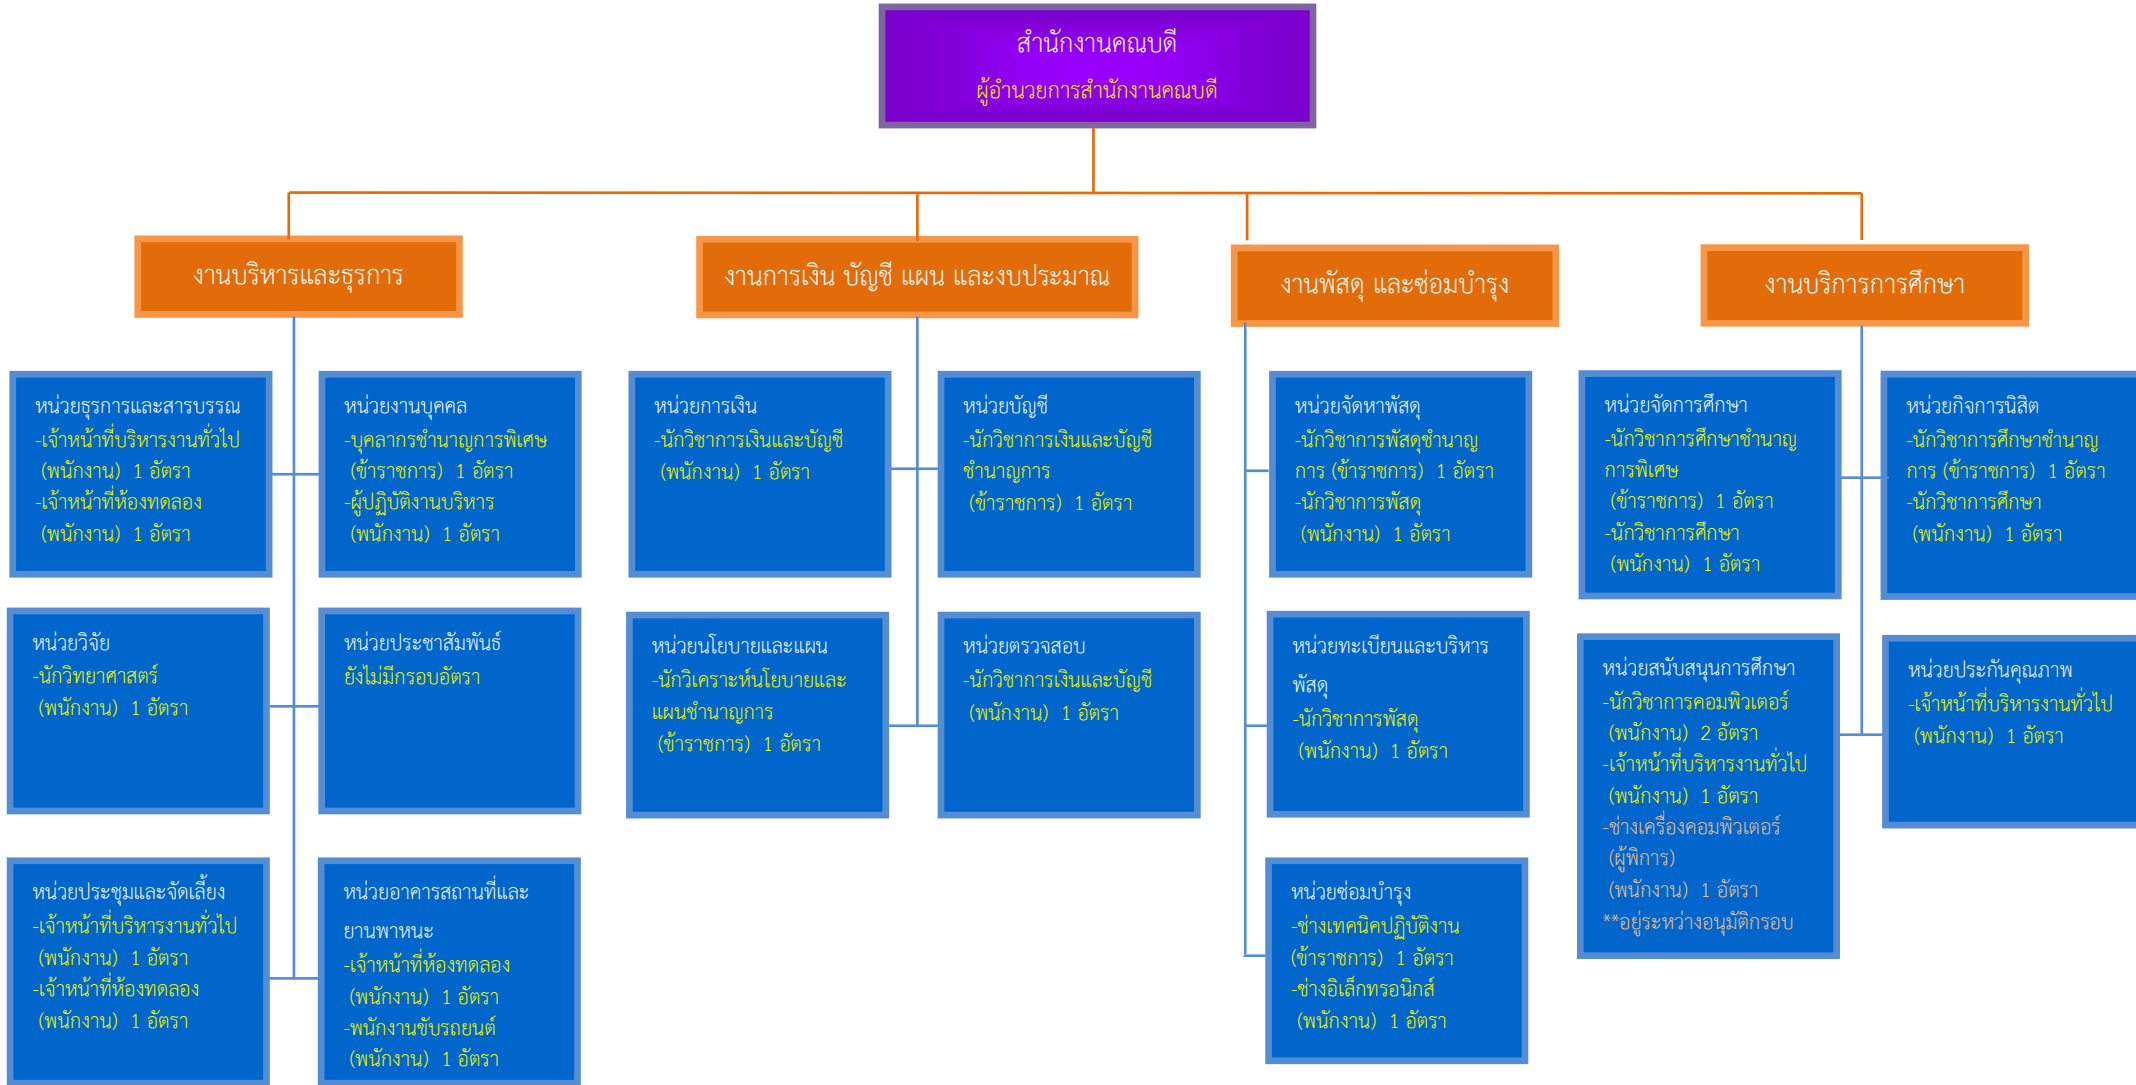 สำนักงานคณบดี
ผู้อำนวยการสำนักงานคณบดี
งานบริหารและธุรการ
งานการเงิน บัญชี แผน และงบประมาณ
งานพัสดุ และซ่อมบำรุง
งานบริการการศึกษา
หน่วยธุรการและสารบรรณ
-เจ้าหน้าที่บริหารงานทั่วไป
(พนักงาน) 1 อัตรา
-เจ้าหน้าที่ห้องทดลอง
(พนักงาน) 1 อัตรา
หน่วยงานบุคคล
-บุคลากรชำนาญการพิเศษ
(ข้าราชการ) 1 อัตรา
-ผู้ปฏิบัติงานบริหาร
(พนักงาน) 1 อัตรา
หน่วยการเงิน
-นักวิชาการเงินและบัญชี
(พนักงาน) 1 อัตรา
หน่วยบัญชี
-นักวิชาการเงินและบัญชี
ชำนาญการ
(ข้าราชการ) 1 อัตรา
หน่วยจัดหาพัสดุ
-นักวิชาการพัสดุชำนาญ
การ (ข้าราชการ) 1 อัตรา
-นักวิชาการพัสดุ
(พนักงาน) 1 อัตรา
หน่วยจัดการศึกษา
-นักวิชาการศึกษาชำนาญ
การพิเศษ
(ข้าราชการ) 1 อัตรา
-นักวิชาการศึกษา
(พนักงาน) 1 อัตรา
หน่วยกิจการนิสิต
-นักวิชาการศึกษาชำนาญ
การ (ข้าราชการ) 1 อัตรา
-นักวิชาการศึกษา
(พนักงาน) 1 อัตรา
หน่วยวิจัย
-นักวิทยาศาสตร์
(พนักงาน) 1 อัตรา
หน่วยประชาสัมพันธ์
ยังไม่มีกรอบอัตรา
หน่วยนโยบายและแผน
-นักวิเคราะห์นโยบายและ
แผนชำนาญการ
(ข้าราชการ) 1 อัตรา
หน่วยตรวจสอบ
-นักวิชาการเงินและบัญชี
(พนักงาน) 1 อัตรา
หน่วยทะเบียนและบริหาร
พัสดุ
-นักวิชาการพัสดุ
(พนักงาน) 1 อัตรา
หน่วยสนับสนุนการศึกษา
-นักวิชาการคอมพิวเตอร์
(พนักงาน) 2 อัตรา
-เจ้าหน้าที่บริหารงานทั่วไป
(พนักงาน) 1 อัตรา
-ช่างเครื่องคอมพิวเตอร์
(ผู้พิการ)
(พนักงาน) 1 อัตรา
**อยู่ระหว่างอนุมัติกรอบ
หน่วยประกันคุณภาพ
-เจ้าหน้าที่บริหารงานทั่วไป
(พนักงาน) 1 อัตรา
หน่วยประชุมและจัดเลี้ยง
-เจ้าหน้าที่บริหารงานทั่วไป
(พนักงาน) 1 อัตรา
-เจ้าหน้าที่ห้องทดลอง
(พนักงาน) 1 อัตรา
หน่วยอาคารสถานที่และ
ยานพาหนะ
-เจ้าหน้าที่ห้องทดลอง
(พนักงาน) 1 อัตรา
-พนักงานขับรถยนต์
(พนักงาน) 1 อัตรา
หน่วยซ่อมบำรุง
-ช่างเทคนิคปฏิบัติงาน
(ข้าราชการ) 1 อัตรา
-ช่างอิเล็กทรอนิกส์
(พนักงาน) 1 อัตรา